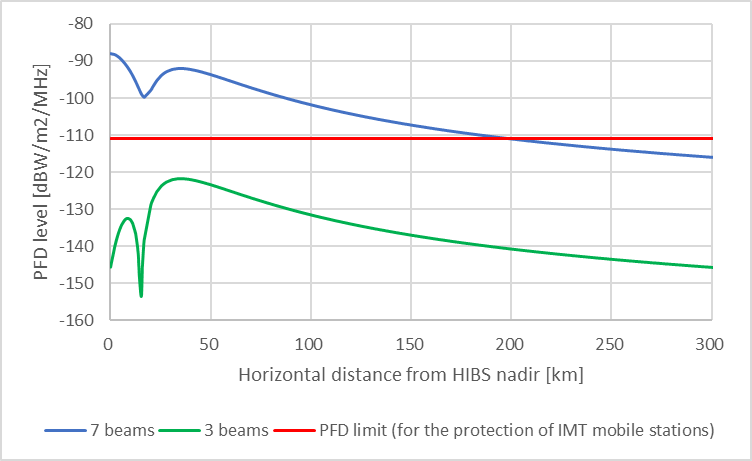 -80
-90
-100
-110
-120
-130
-140
-150
-160
PFD level [dBW/m2/MHz]
0 50 100 150 200 250 300
Horizontal distance from HIBS nadir [km]
7 beams 3 beams PFD limit (for the protection of IMT mobile stations)